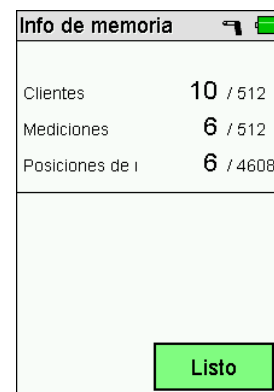 Info de memoria
Clientes 10 / 512
Mediciones 6 / 512
Posiciones de 6 / 4608
Listo